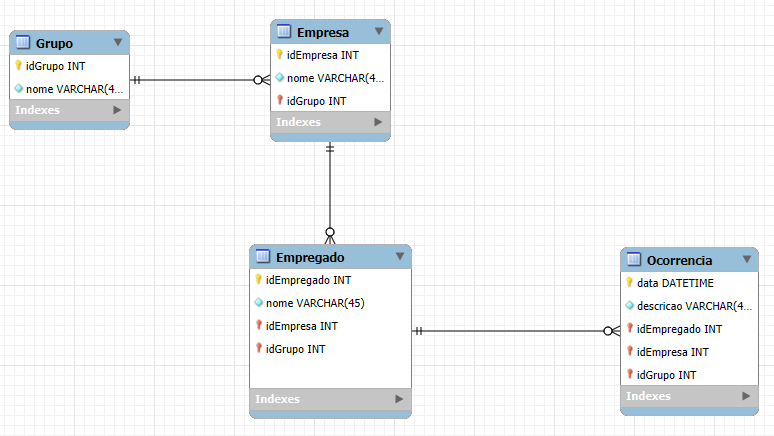 Grupo
idGrupo INT
nome VARCHAR(4...
Indexes
Empresa
idEmpresa INT
nome VARCHAR(4...
idGrupo INT
Indexes
Empregado
idEmpregado INT
nome VARCHAR(45)
idEmpresa INT
idGrupo INT
Indexes
Ocorrencia
data DATETIME
descricao VARCHAR(4...
idEmpregado INT
idEmpresa INT
idGrupo INT
Indexes